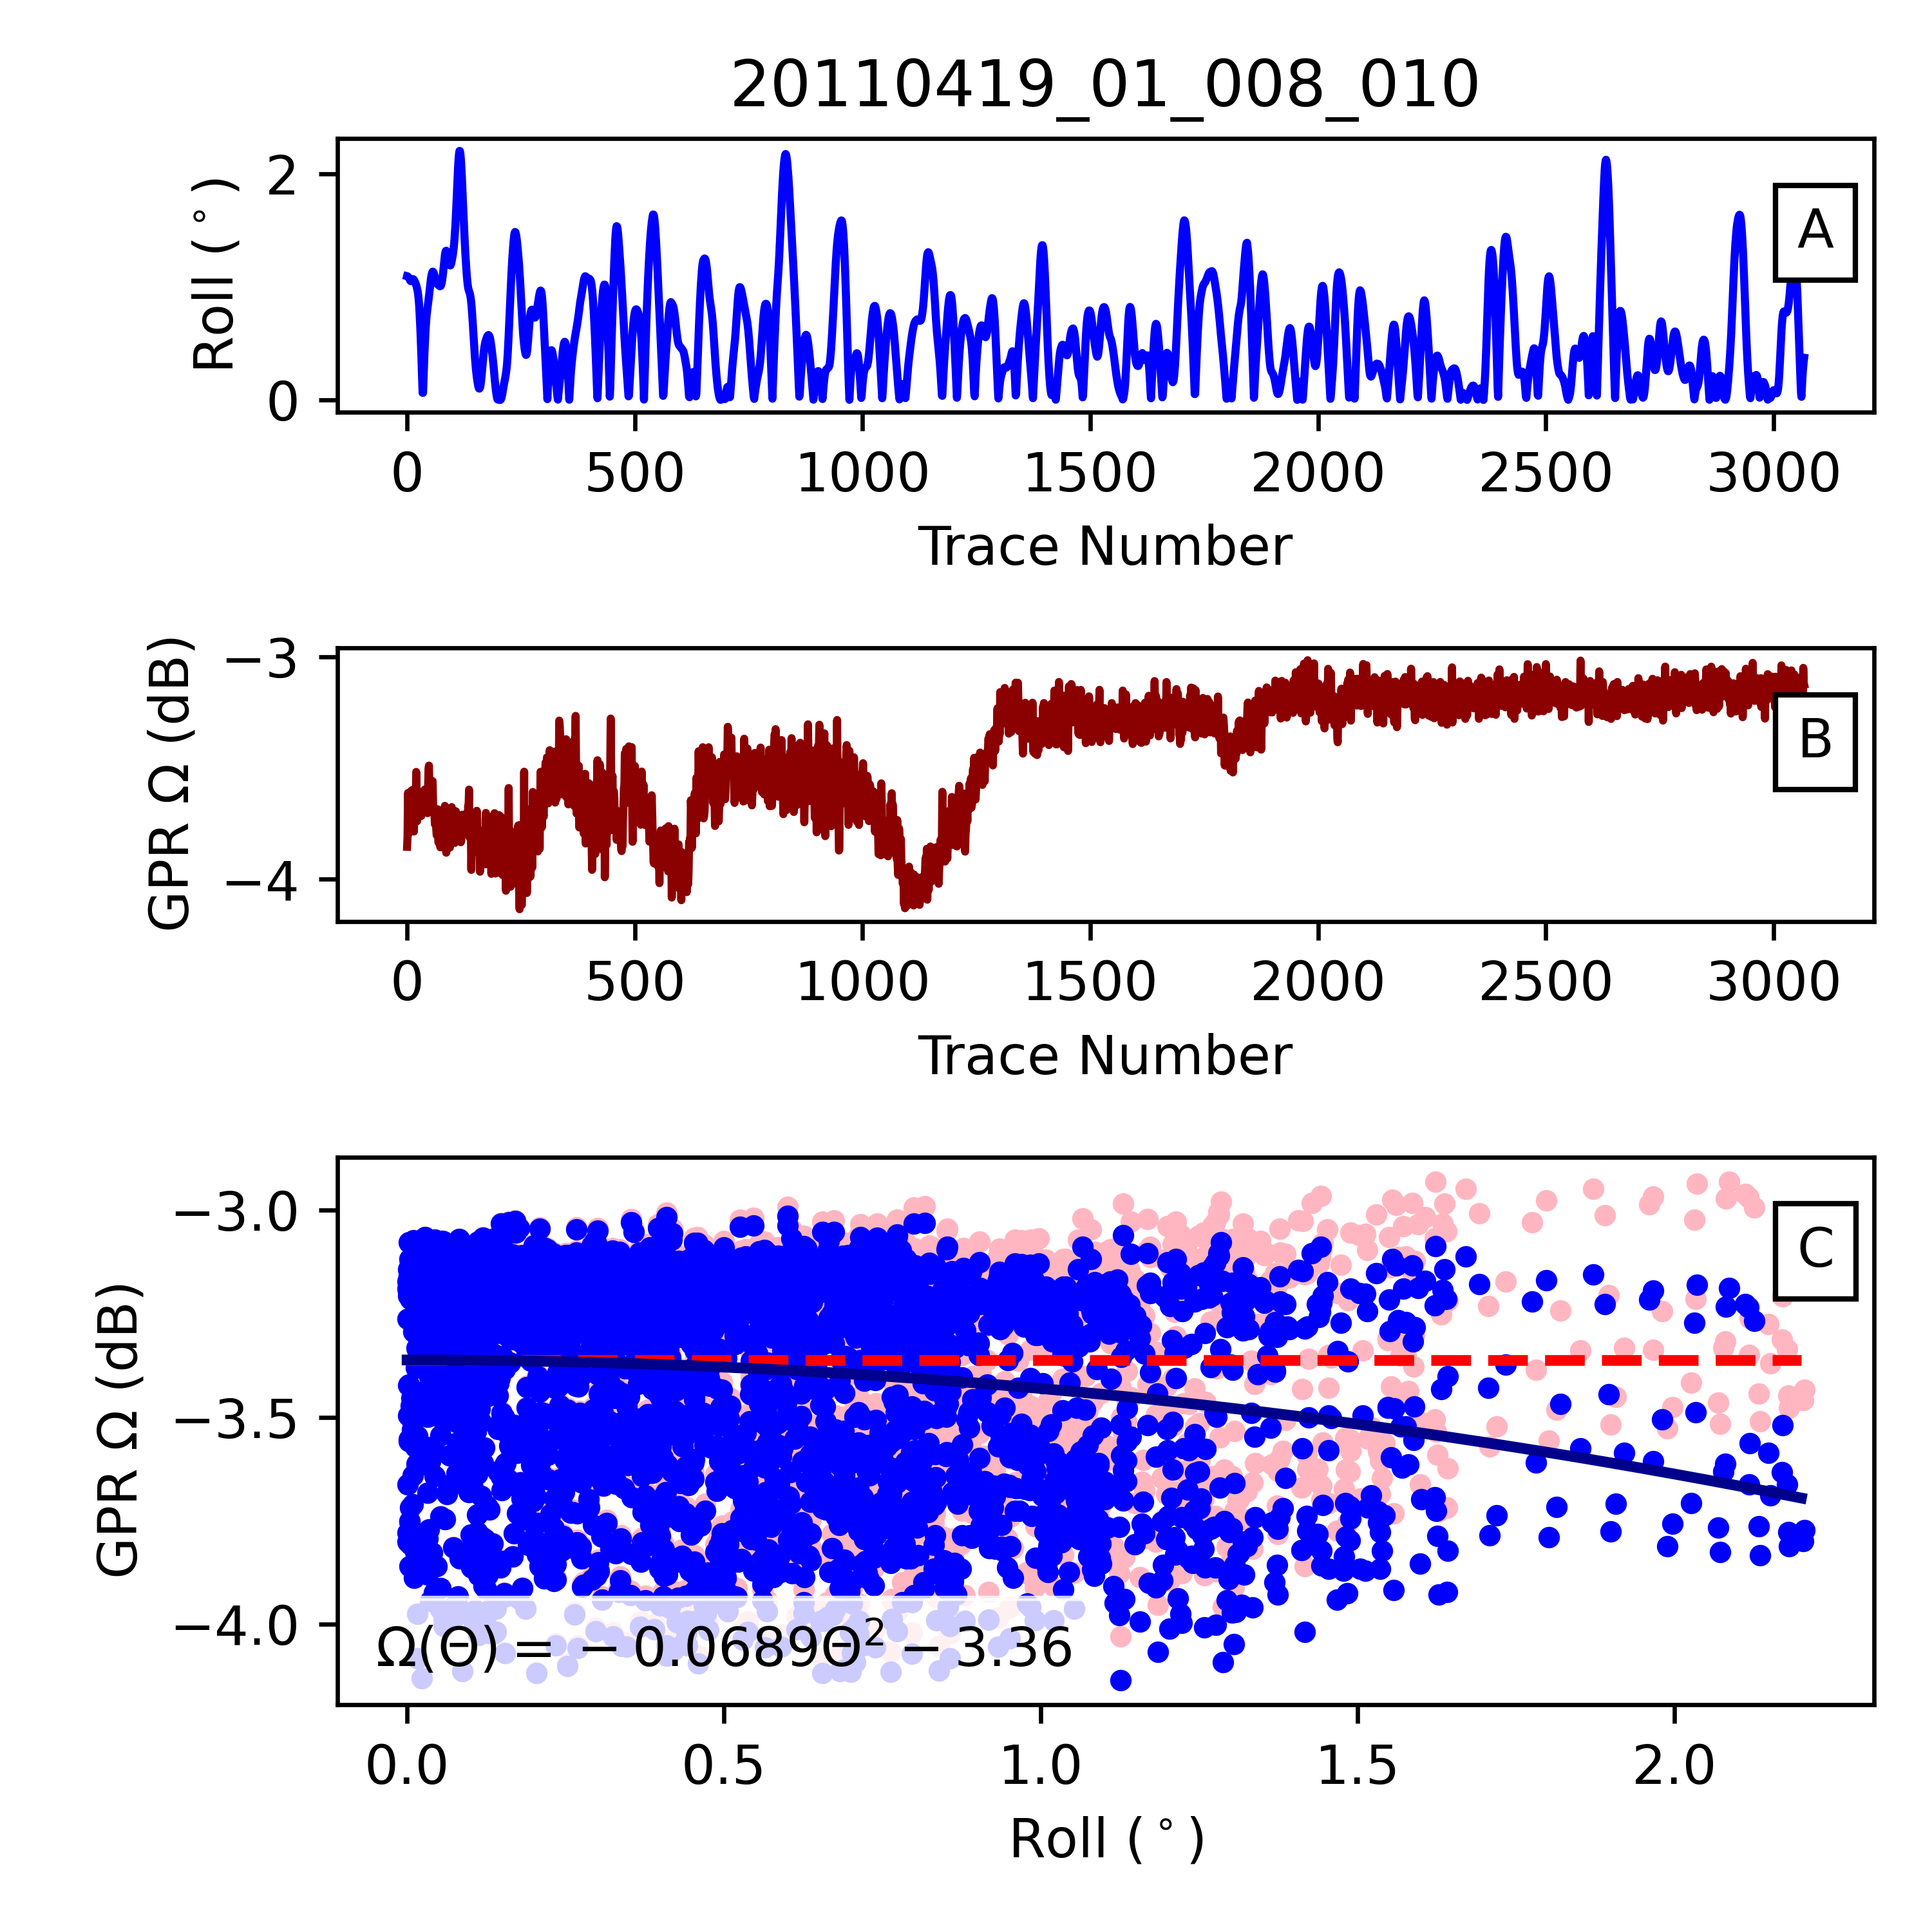 20110419_01_008_010
Roll (°)
2
0
A
0 500 1000 1500 2000 2500 3000
Trace Number
GPR Ω (dB)
−3
−4
B
0 500 1000 1500 2000 2500 3000
Trace Number
GPR Ω (dB)
−3.0
−3.5
−4.0
C
Ω(Θ) = − 0.0689Θ² − 3.36
0.0 0.5 1.0 1.5 2.0
Roll (°)